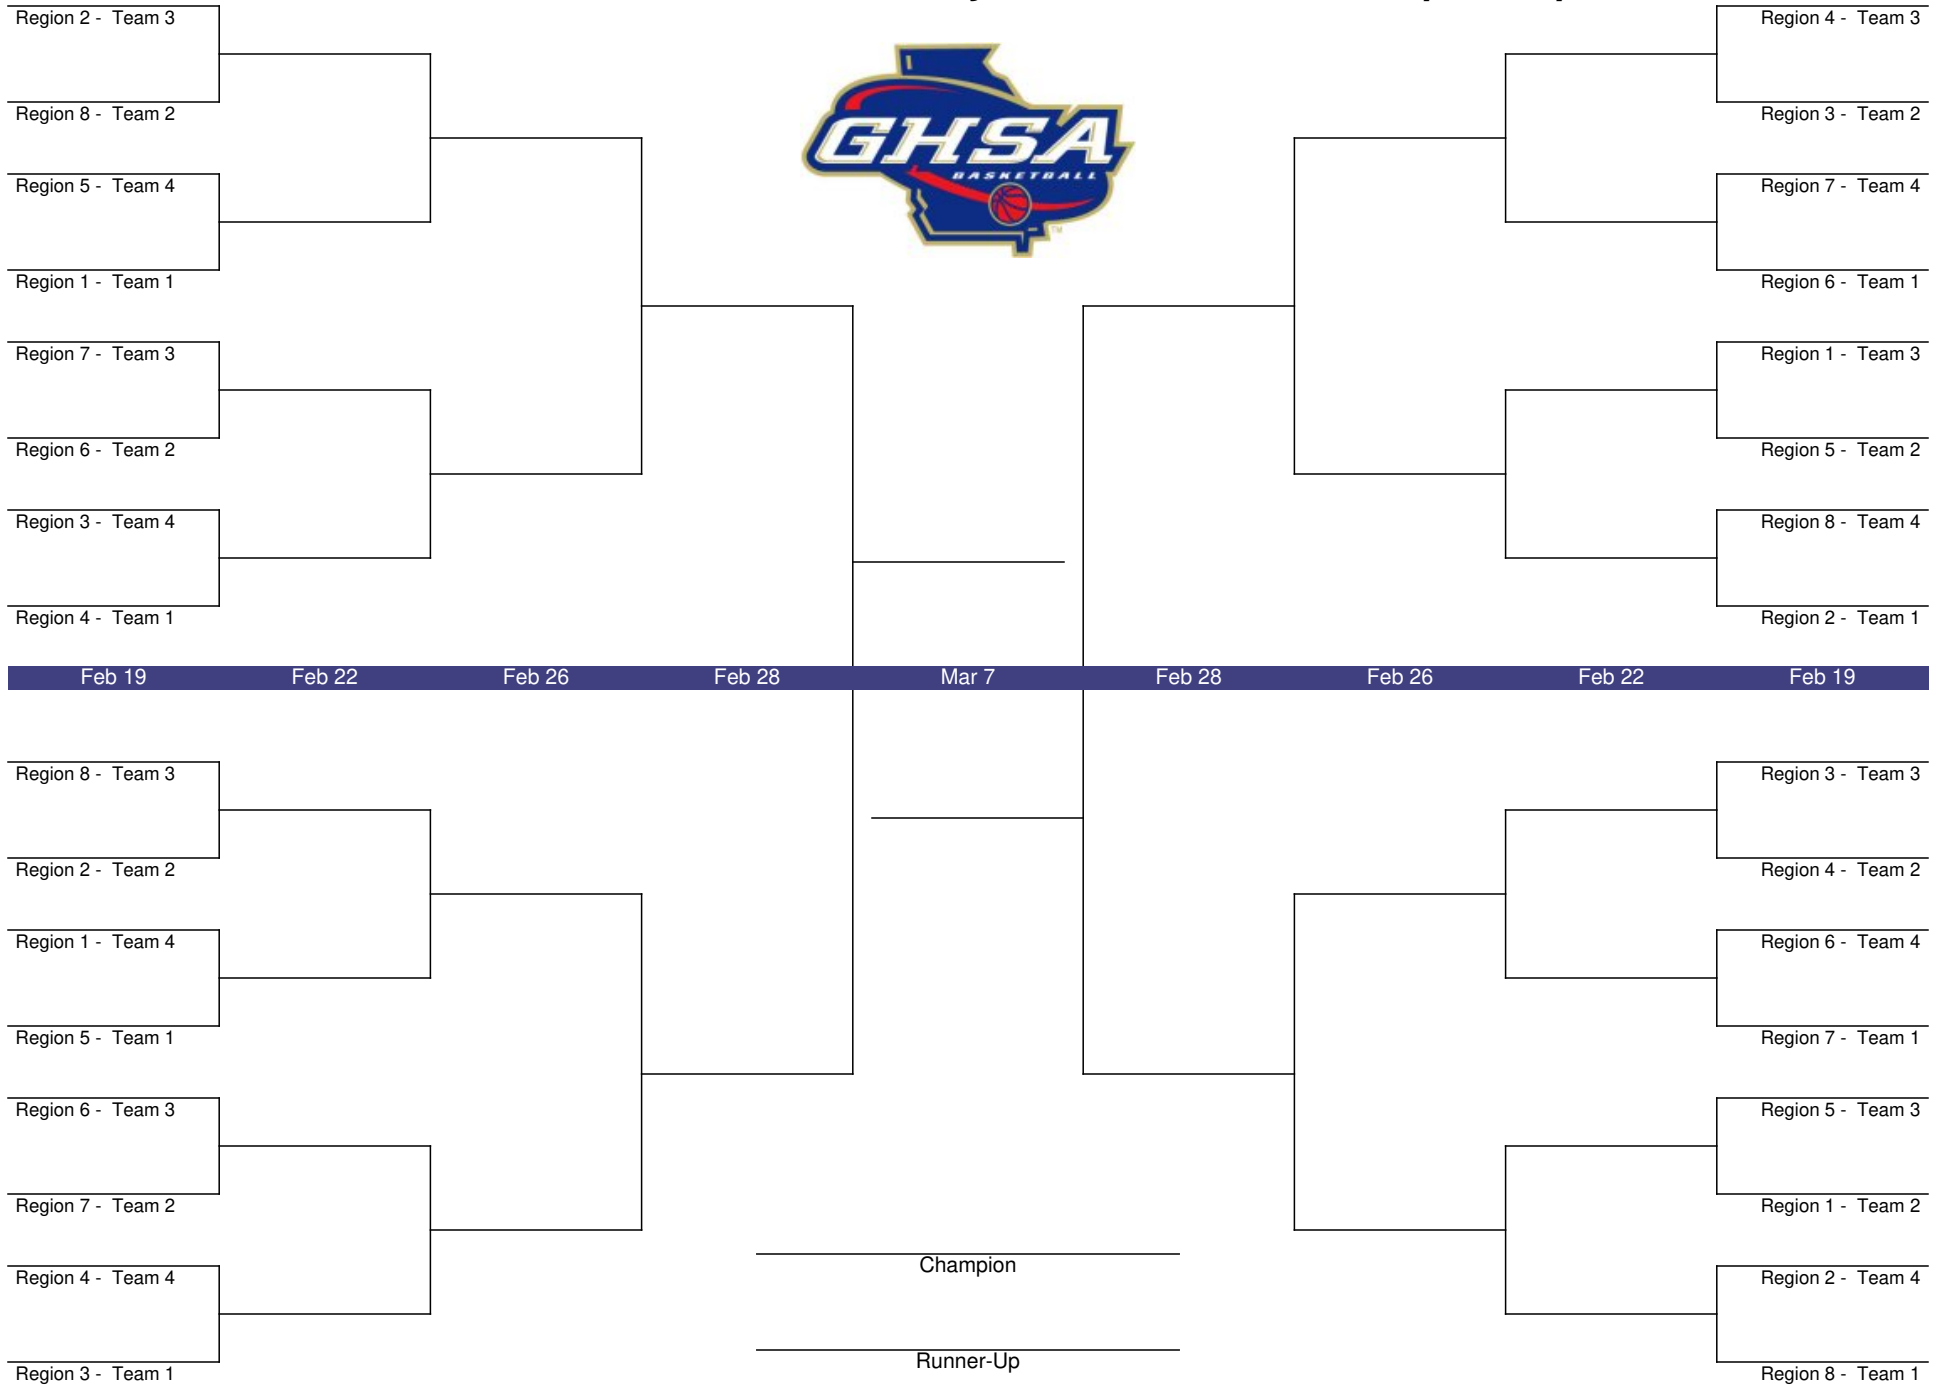 Region 2 - Team 3
Region 8 - Team 2
Region 5 - Team 4
Region 1 - Team 1
Region 7 - Team 3
Region 6 - Team 2
Region 3 - Team 4
Region 4 - Team 1
GHSA
BASKETBALL
TM
Region 4 - Team 3
Region 3 - Team 2
Region 7 - Team 4
Region 6 - Team 1
Region 1 - Team 3
Region 5 - Team 2
Region 8 - Team 4
Region 2 - Team 1
Feb 19 Feb 22 Feb 26 Feb 28 Mar 7 Feb 28 Feb 26 Feb 22 Feb 19
Region 8 - Team 3
Region 2 - Team 2
Region 1 - Team 4
Region 5 - Team 1
Region 6 - Team 3
Region 7 - Team 2
Region 4 - Team 4
Region 3 - Team 1
Champion
Runner-Up
Region 3 - Team 3
Region 4 - Team 2
Region 6 - Team 4
Region 7 - Team 1
Region 5 - Team 3
Region 1 - Team 2
Region 2 - Team 4
Region 8 - Team 1